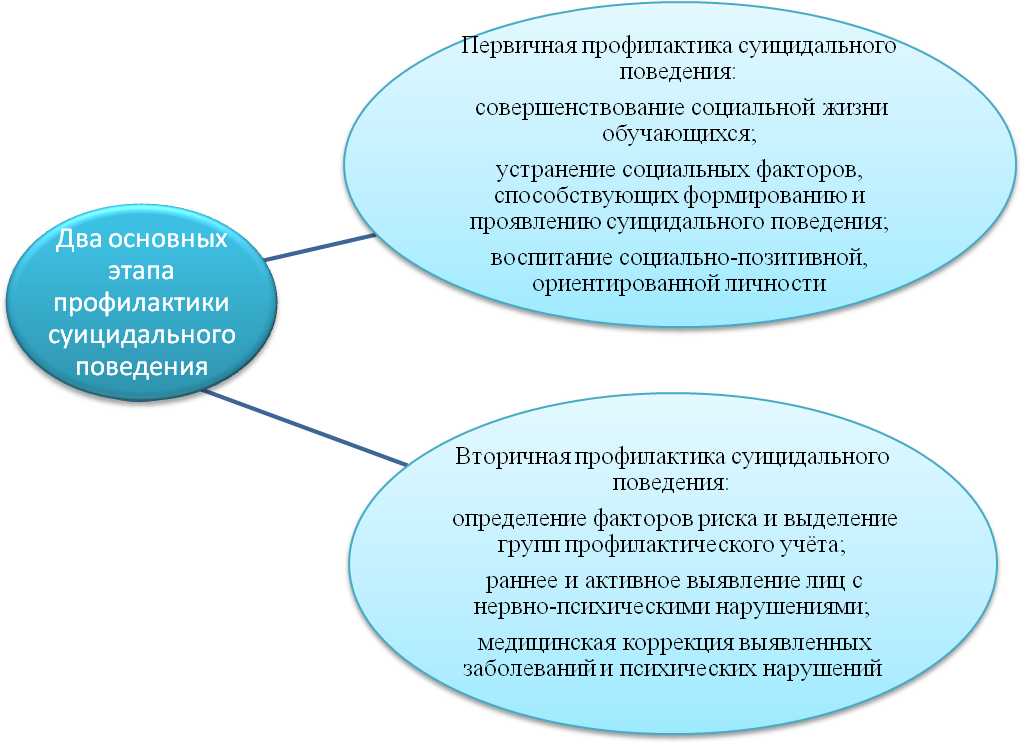 Два основных
этапа
профилактики
суицидального
поведения
Первичная профилактика суицидального
поведения:
совершенствование социальной жизни
обучающихся;
устранение социальных факторов,
способствующих формированию и
проявлению суицидального поведения;
воспитание социально-позитивной,
ориентированной личности
Вторичная профилактика суицидального
поведения:
определение факторов риска и выделение
групп профилактического учёта;
раннее и активное выявление лиц с
нервно-психическими нарушениями;
медицинская коррекция выявленных
заболеваний и психических нарушений